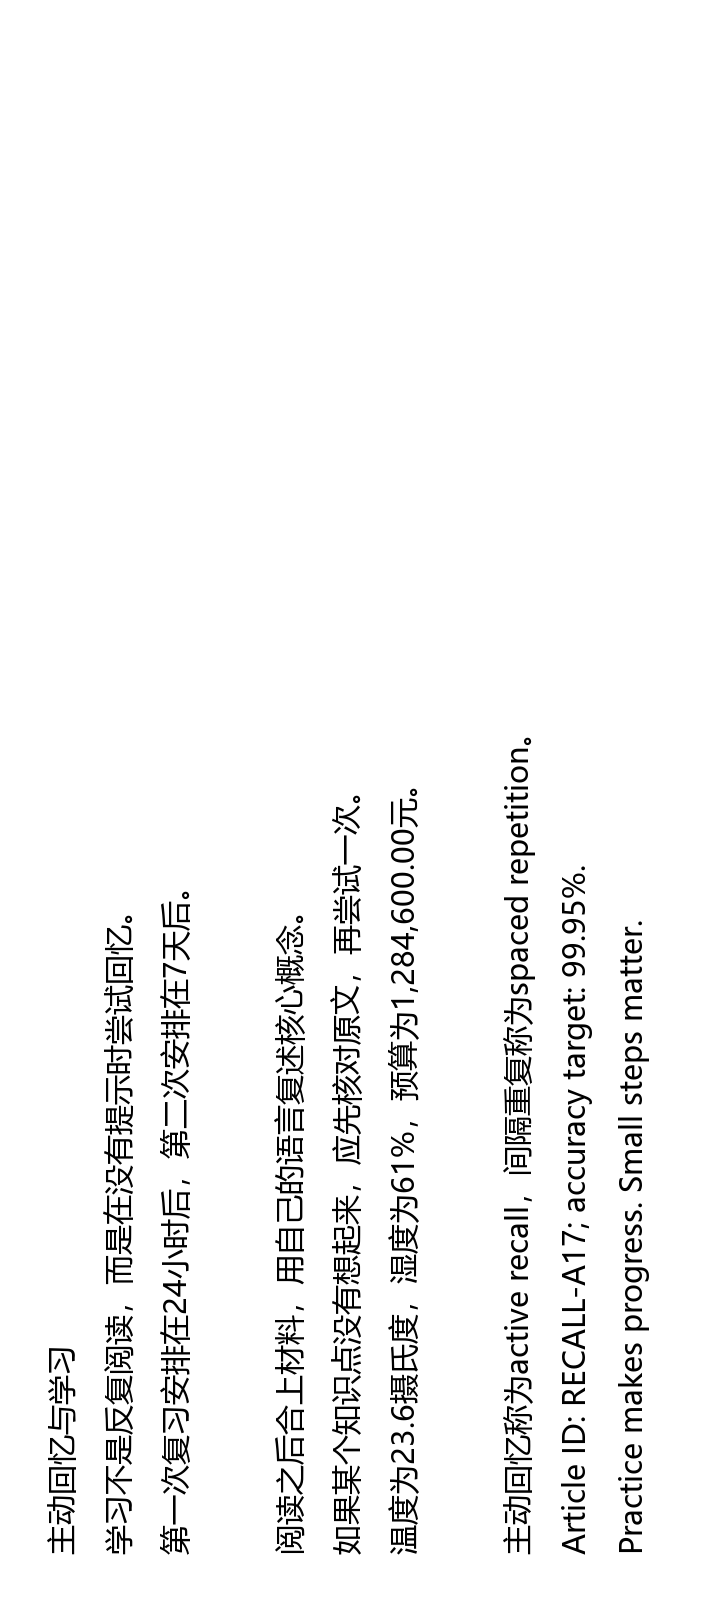 主动回忆与学习
学习不是反复阅读，而是在没有提示时尝试回忆。
第一次复习安排在24小时后，第二次安排在7天后。
阅读之后合上材料，用自己的语言复述核心概念。
如果某个知识点没有想起来，应先核对原文，再尝试一次。
温度为23.6摄氏度，湿度为61%，预算为1,284,600.00元。
主动回忆称为active recall，间隔重复称为spaced repetition。
Article ID: RECALL-A17; accuracy target: 99.95%.
Practice makes progress. Small steps matter.